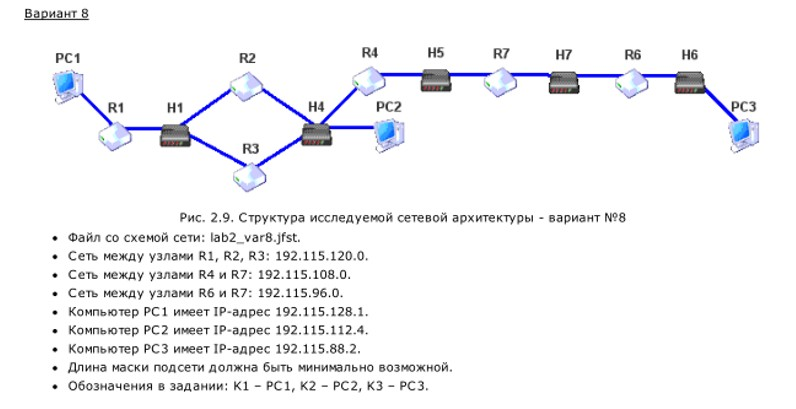 Вариант 8
PC1 R1 H1 R2 R3 H4 R4 PC2 H5 R7 H7 R6 H6 PC3
Рис. 2.9. Структура исследуемой сетевой архитектуры - вариант №8
• Файл со схемой сети: lab2_var8.jfst.
• Сеть между узлами R1, R2, R3: 192.115.120.0.
• Сеть между узлами R4 и R7: 192.115.108.0.
• Сеть между узлами R6 и R7: 192.115.96.0.
• Компьютер PC1 имеет IP-адрес 192.115.128.1.
• Компьютер PC2 имеет IP-адрес 192.115.112.4.
• Компьютер PC3 имеет IP-адрес 192.115.88.2.
• Длина маски подсети должна быть минимально возможной.
• Обозначения в задании: K1 – PC1, K2 – PC2, K3 – PC3.